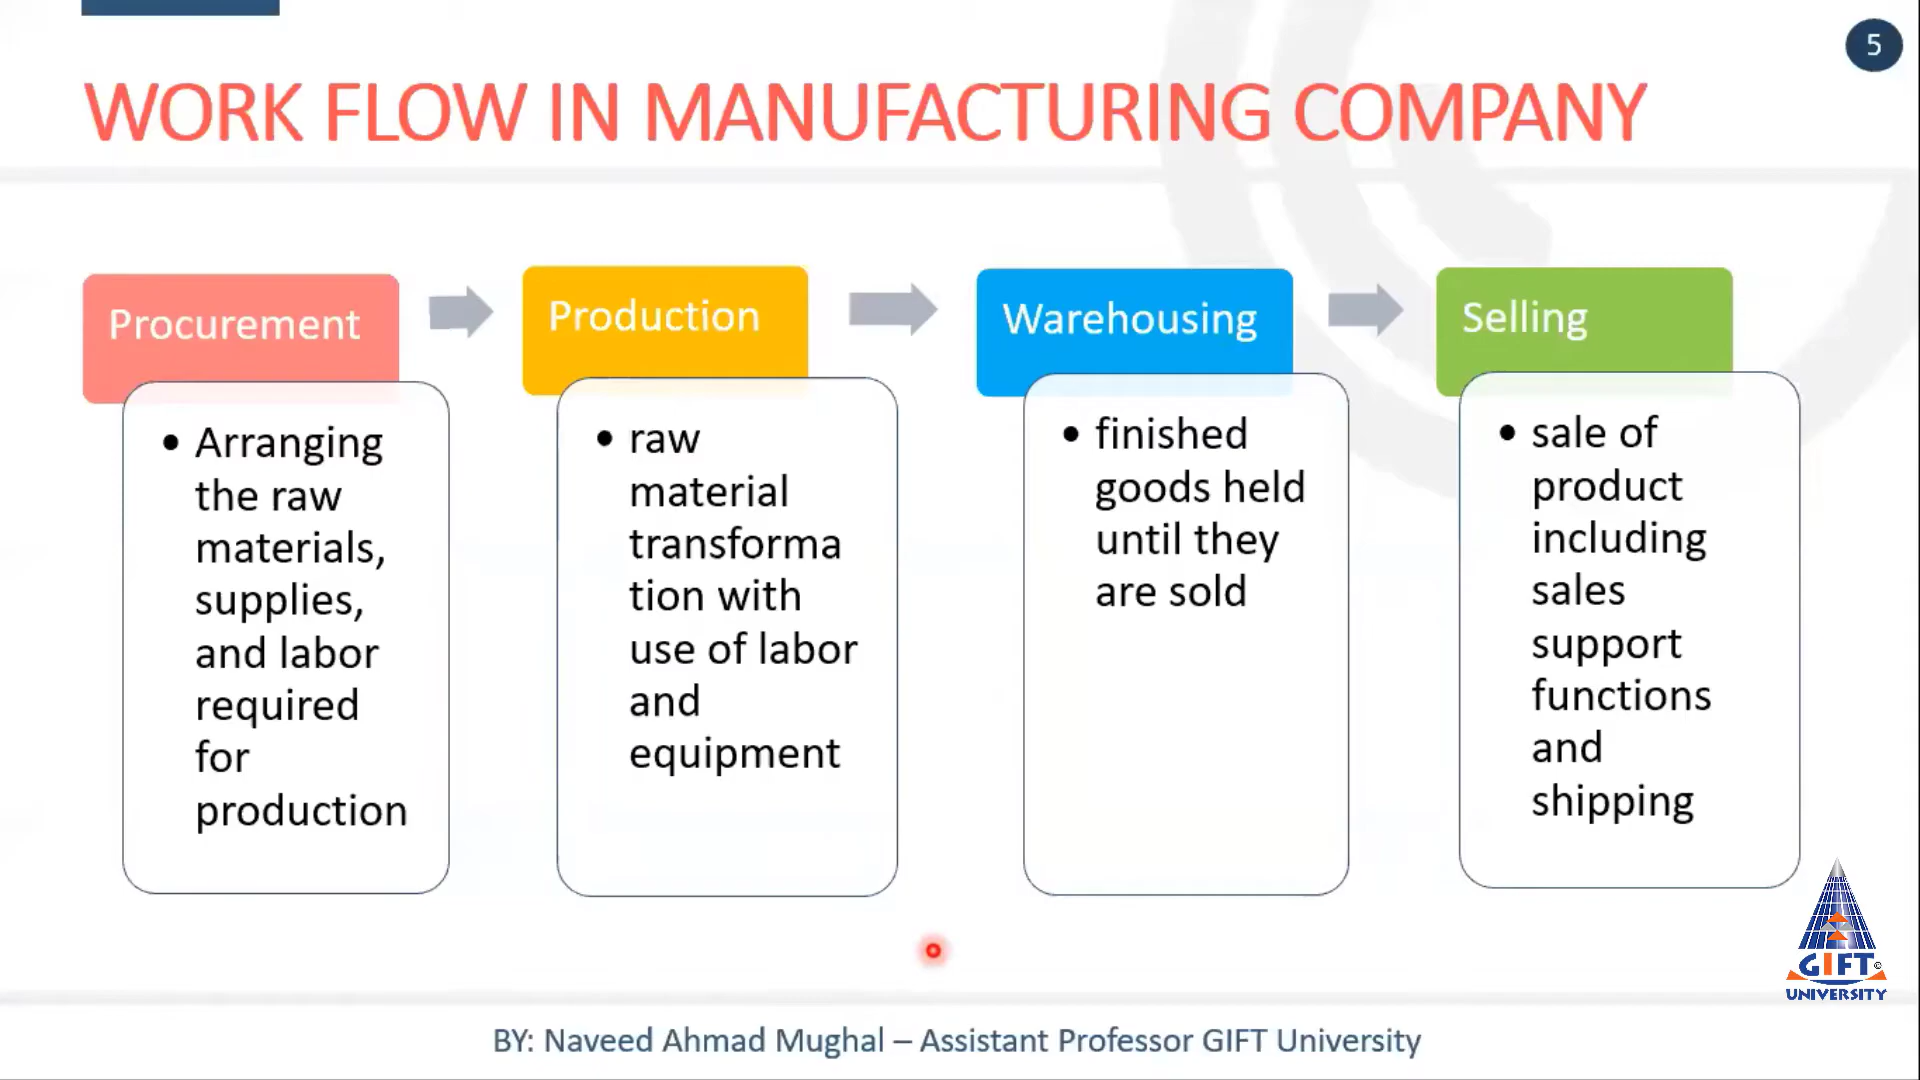 5
WORK FLOW IN MANUFACTURING COMPANY
Procurement
• Arranging
the raw
materials,
supplies,
and labor
required
for
production
Production
• raw
material
transforma
tion with
use of labor
and
equipment
Warehousing
• finished
goods held
until they
are sold
Selling
• sale of
product
including
sales
support
functions
and
shipping
GIFT©
UNIVERSITY
BY: Naveed Ahmad Mughal – Assistant Professor GIFT University